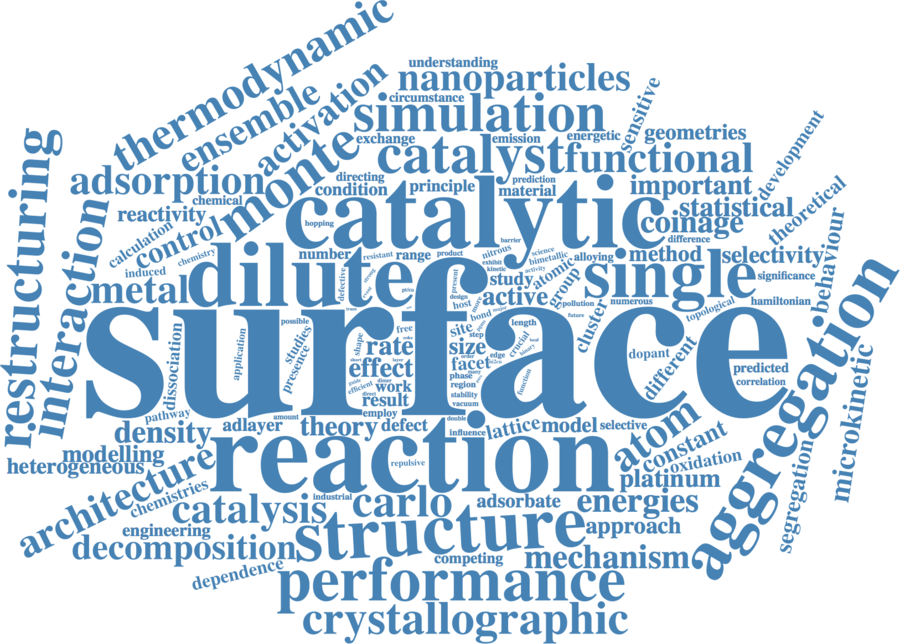 understanding
thermodynamic
nanoparticles
circumstance
ensemble
activation
simulation
sensitive
exchange
emission
energetic
geometries
development
monte
catalyst
functional
restructuring
adsorption
directing
condition
principle
prediction
material
important
chemical
statistical
theoretical
interaction
reactivity
control
catalytic
hopping
coinage
difference
behaviour
calculation
chemistry
number
resistant
range
product
nitrous
barrier
science
bimetallic
alloying
method
selectivity
induced
metal
dilute
defective
strong
present
exhibit
kinetic
activity
study
atomic
group
single
significance
design
host
active
pollution
numerous
topological
hamiltonian
future
cluster
surface
possible
studies
presence
application
dissociation
free
shape
rate
effect
efficient
work
result
site
step
bond
major
length
crucial
size
facet
edge
order
phase
region
stability
vacuum
function
binary
dopant
different
predicted
correlation
aggregation
microkinetic
pathway
amount
employ
double
density
adlayer
theory
defect
influence
lattice
model
selective
atom
constant
modelling
heterogeneous
reaction
repulsive
oxidation
platinum
segregation
architecture
chemistries
industrial
catalysis
carlo
adsorbate
energies
engineering
structure
approach
decomposition
competing
mechanism
dependence
performance
crystallographic